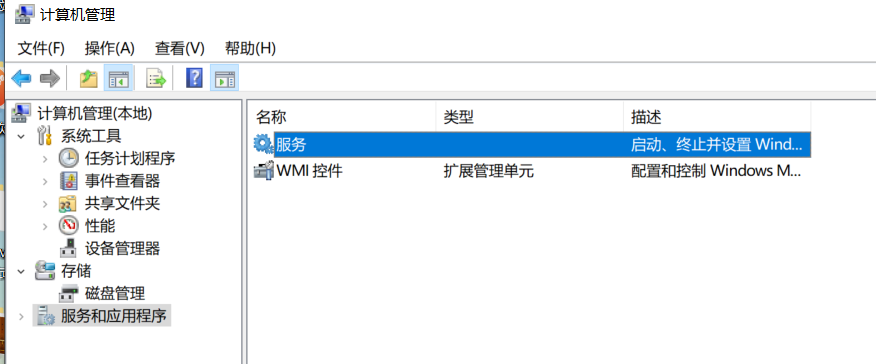 计算机管理
文件(F) 操作(A) 查看(V) 帮助(H)
计算机管理(本地)
系统工具
任务计划程序
事件查看器
共享文件夹
性能
设备管理器
存储
磁盘管理
服务和应用程序
名称 类型 描述
服务 启动、终止并设置 Wind...
WMI 控件 扩展管理单元 配置和控制 Windows M...